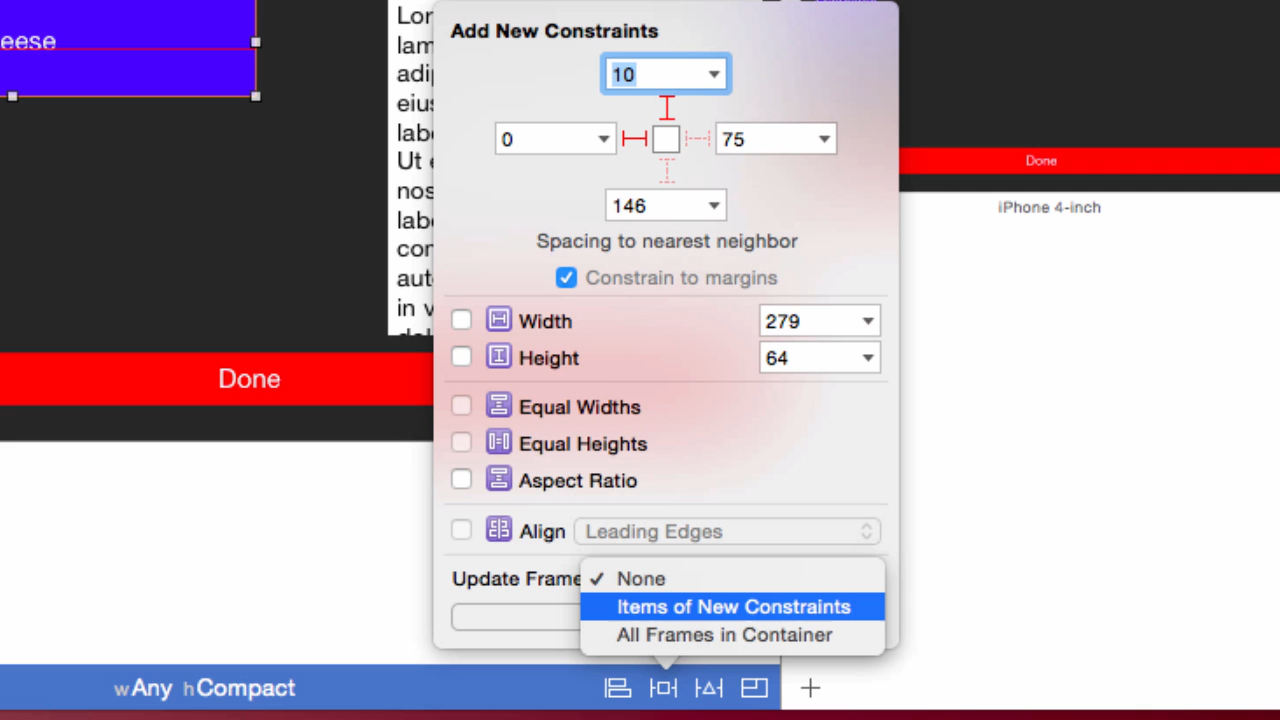 eese
Lor
lam
adip
eius
labo
Ut e
nos
labo
con
aute
in v
Add New Constraints
10
0
75
146
Spacing to nearest neighbor
Constrain to margins
Width
279
Height
64
Equal Widths
Equal Heights
Aspect Ratio
Align Leading Edges
Update Frame
None
Items of New Constraints
All Frames in Container
Done
Done
iPhone 4-inch
wAny hCompact